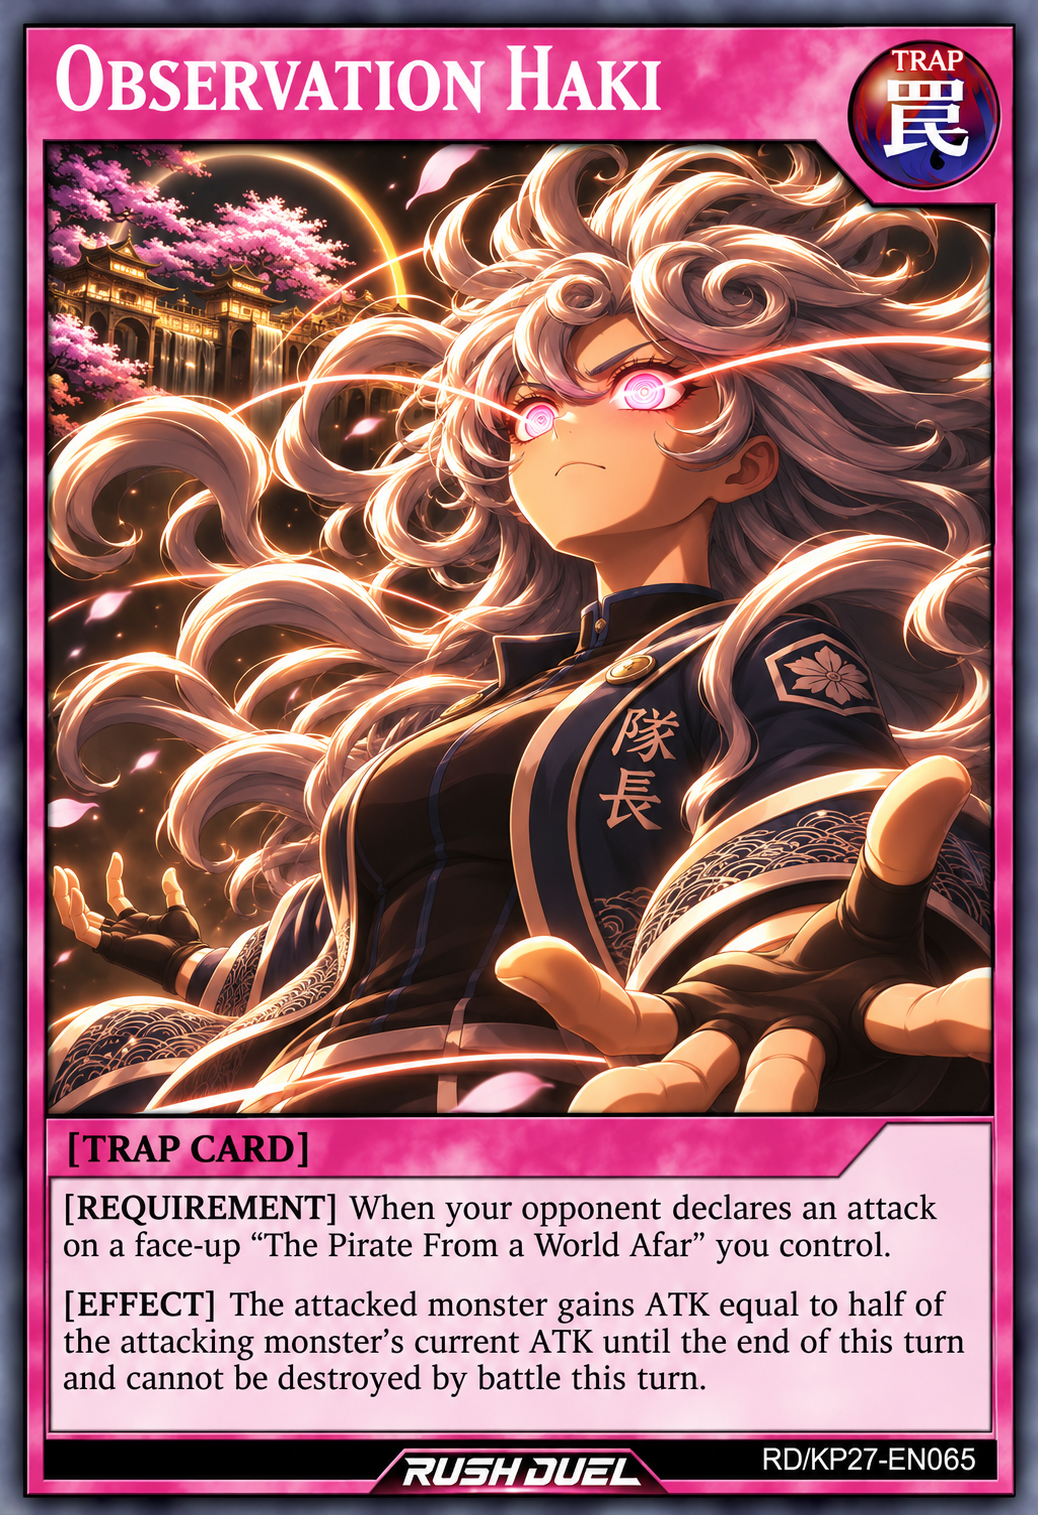 OBSERVATION HAKI
TRAP
罠
隊
長
[TRAP CARD]
[REQUIREMENT] When your opponent declares an attack
on a face-up “The Pirate From a World Afar” you control.
[EFFECT] The attacked monster gains ATK equal to half of
the attacking monster’s current ATK until the end of this turn
and cannot be destroyed by battle this turn.
RUSH DUEL
RD/KP27-EN065